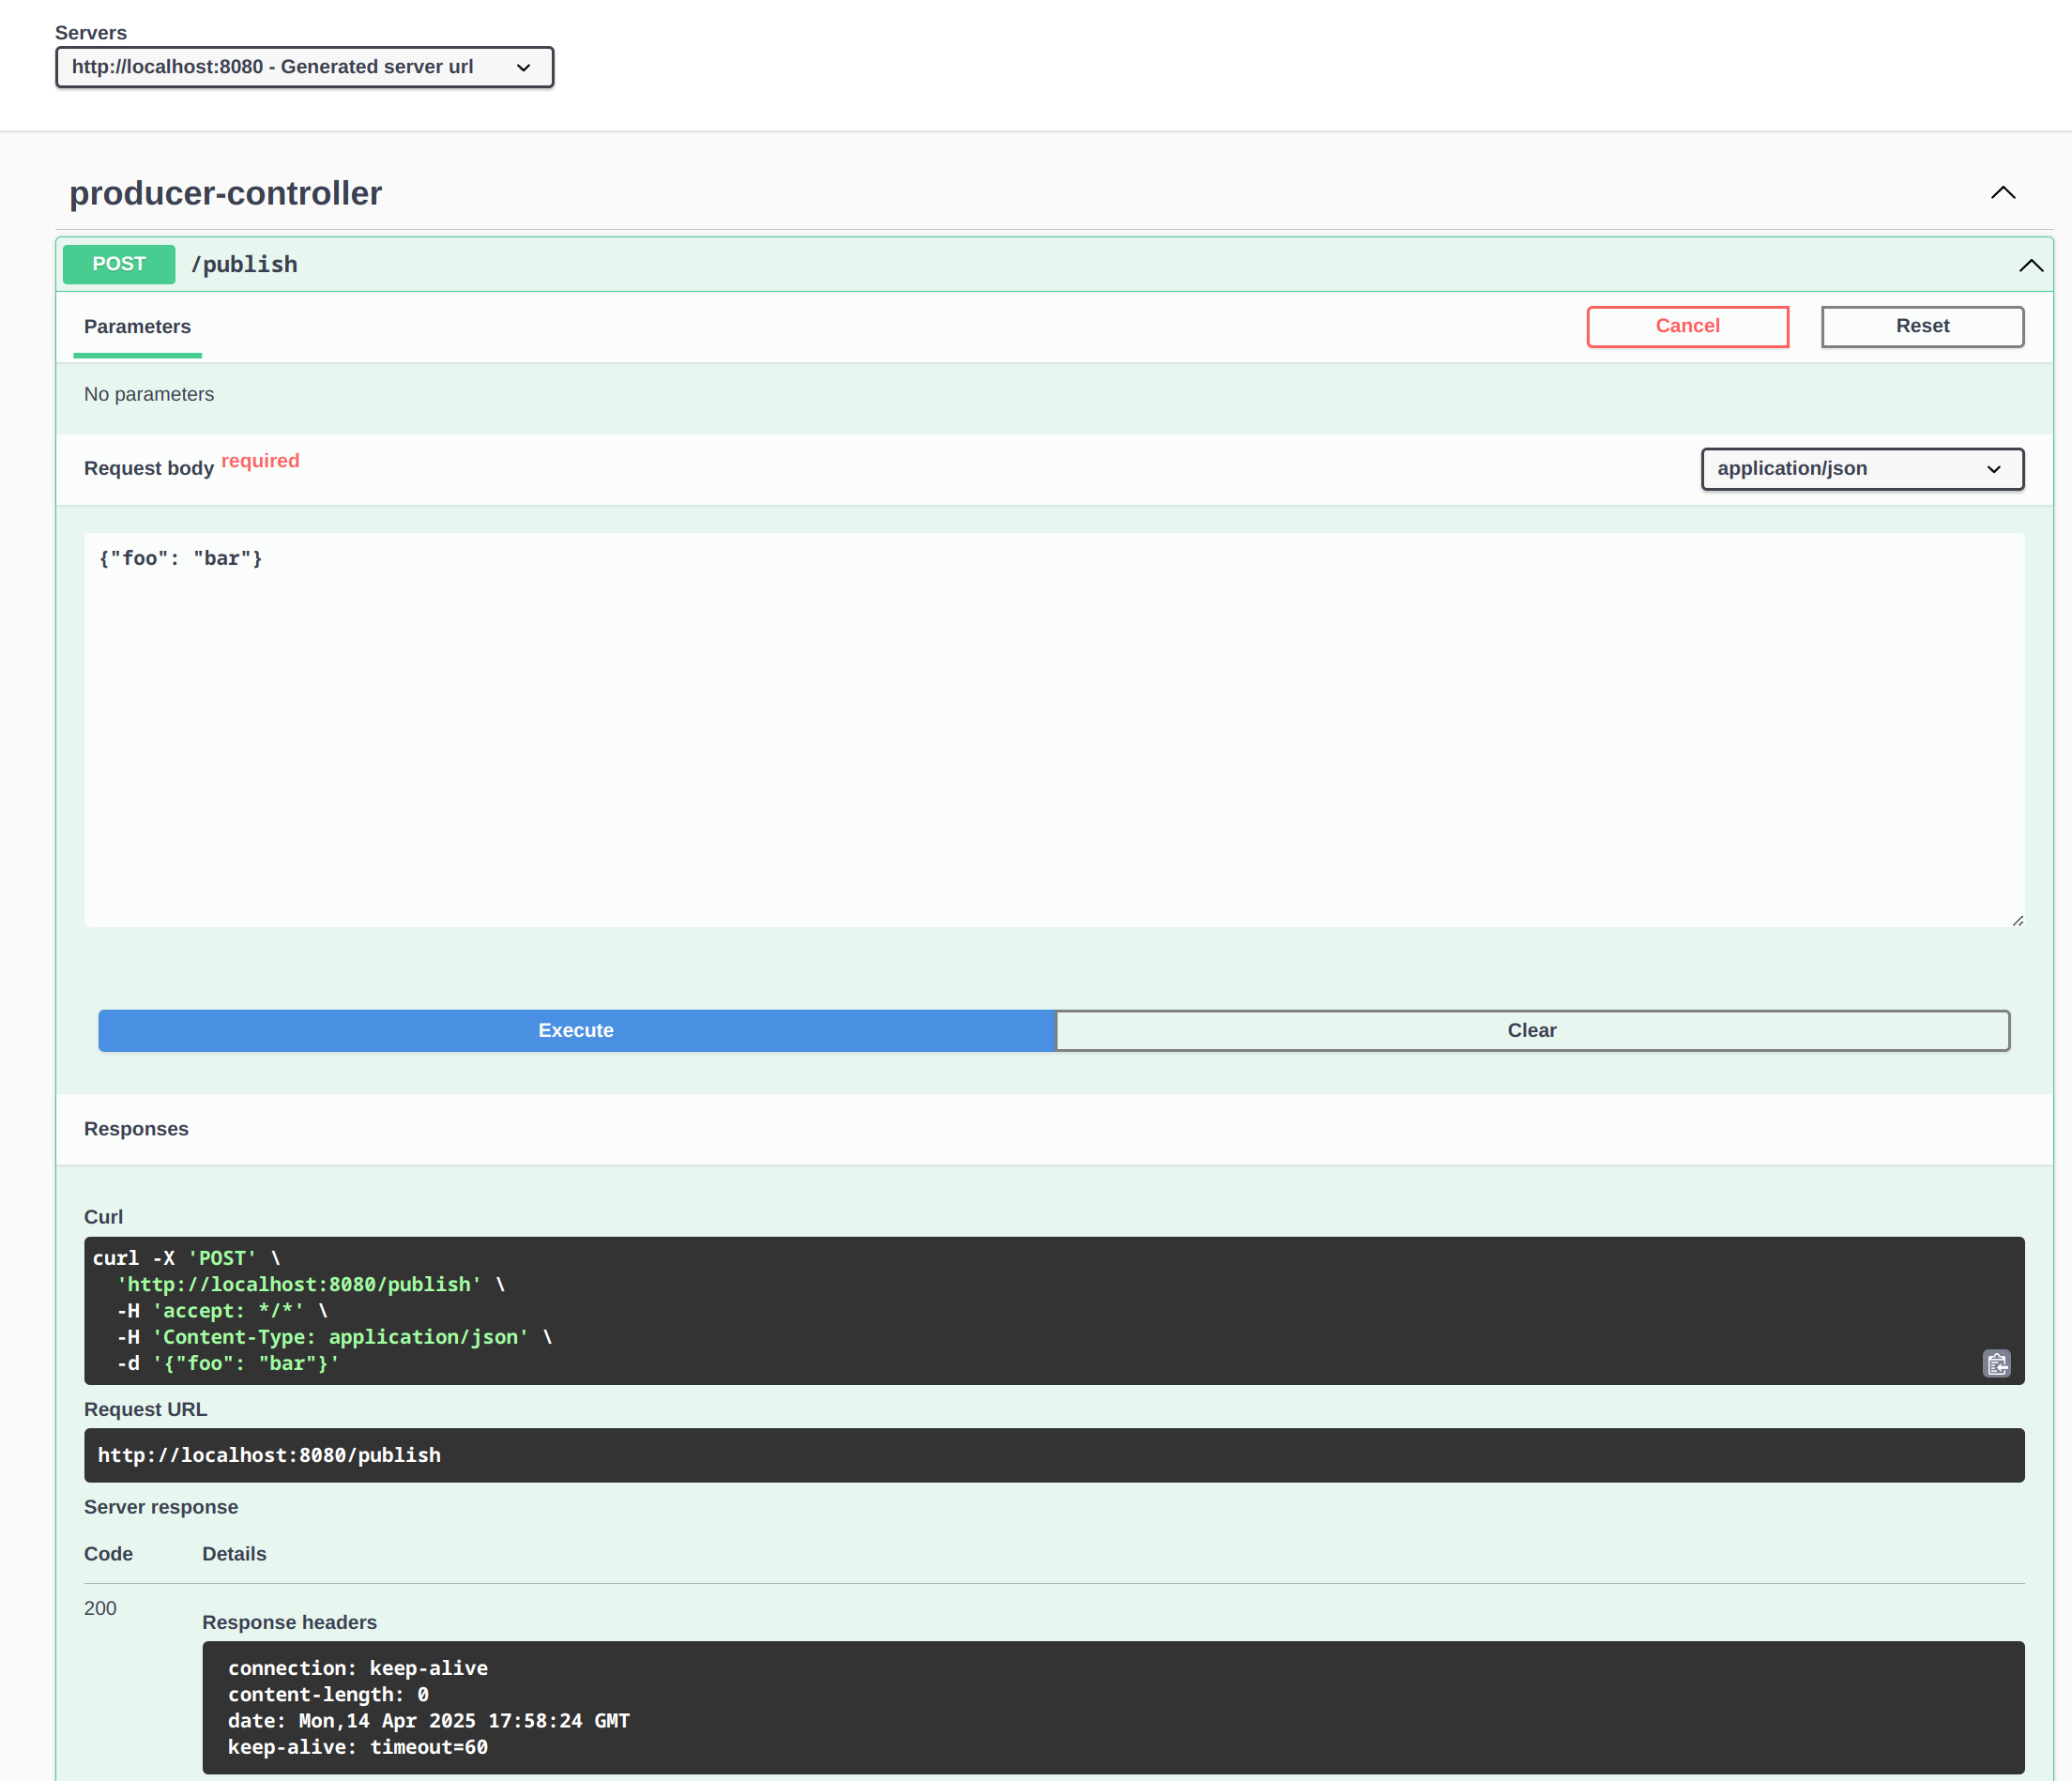 Servers
http://localhost:8080 - Generated server url
producer-controller
POST /publish
Parameters
Cancel
Reset
No parameters
Request body required
application/json
{"foo": "bar"}
Execute
Clear
Responses
Curl
curl -X 'POST' \
  'http://localhost:8080/publish' \
  -H 'accept: */*' \
  -H 'Content-Type: application/json' \
  -d '{"foo": "bar"}'
Request URL
http://localhost:8080/publish
Server response
Code Details
200
Response headers
connection: keep-alive
content-length: 0
date: Mon,14 Apr 2025 17:58:24 GMT
keep-alive: timeout=60